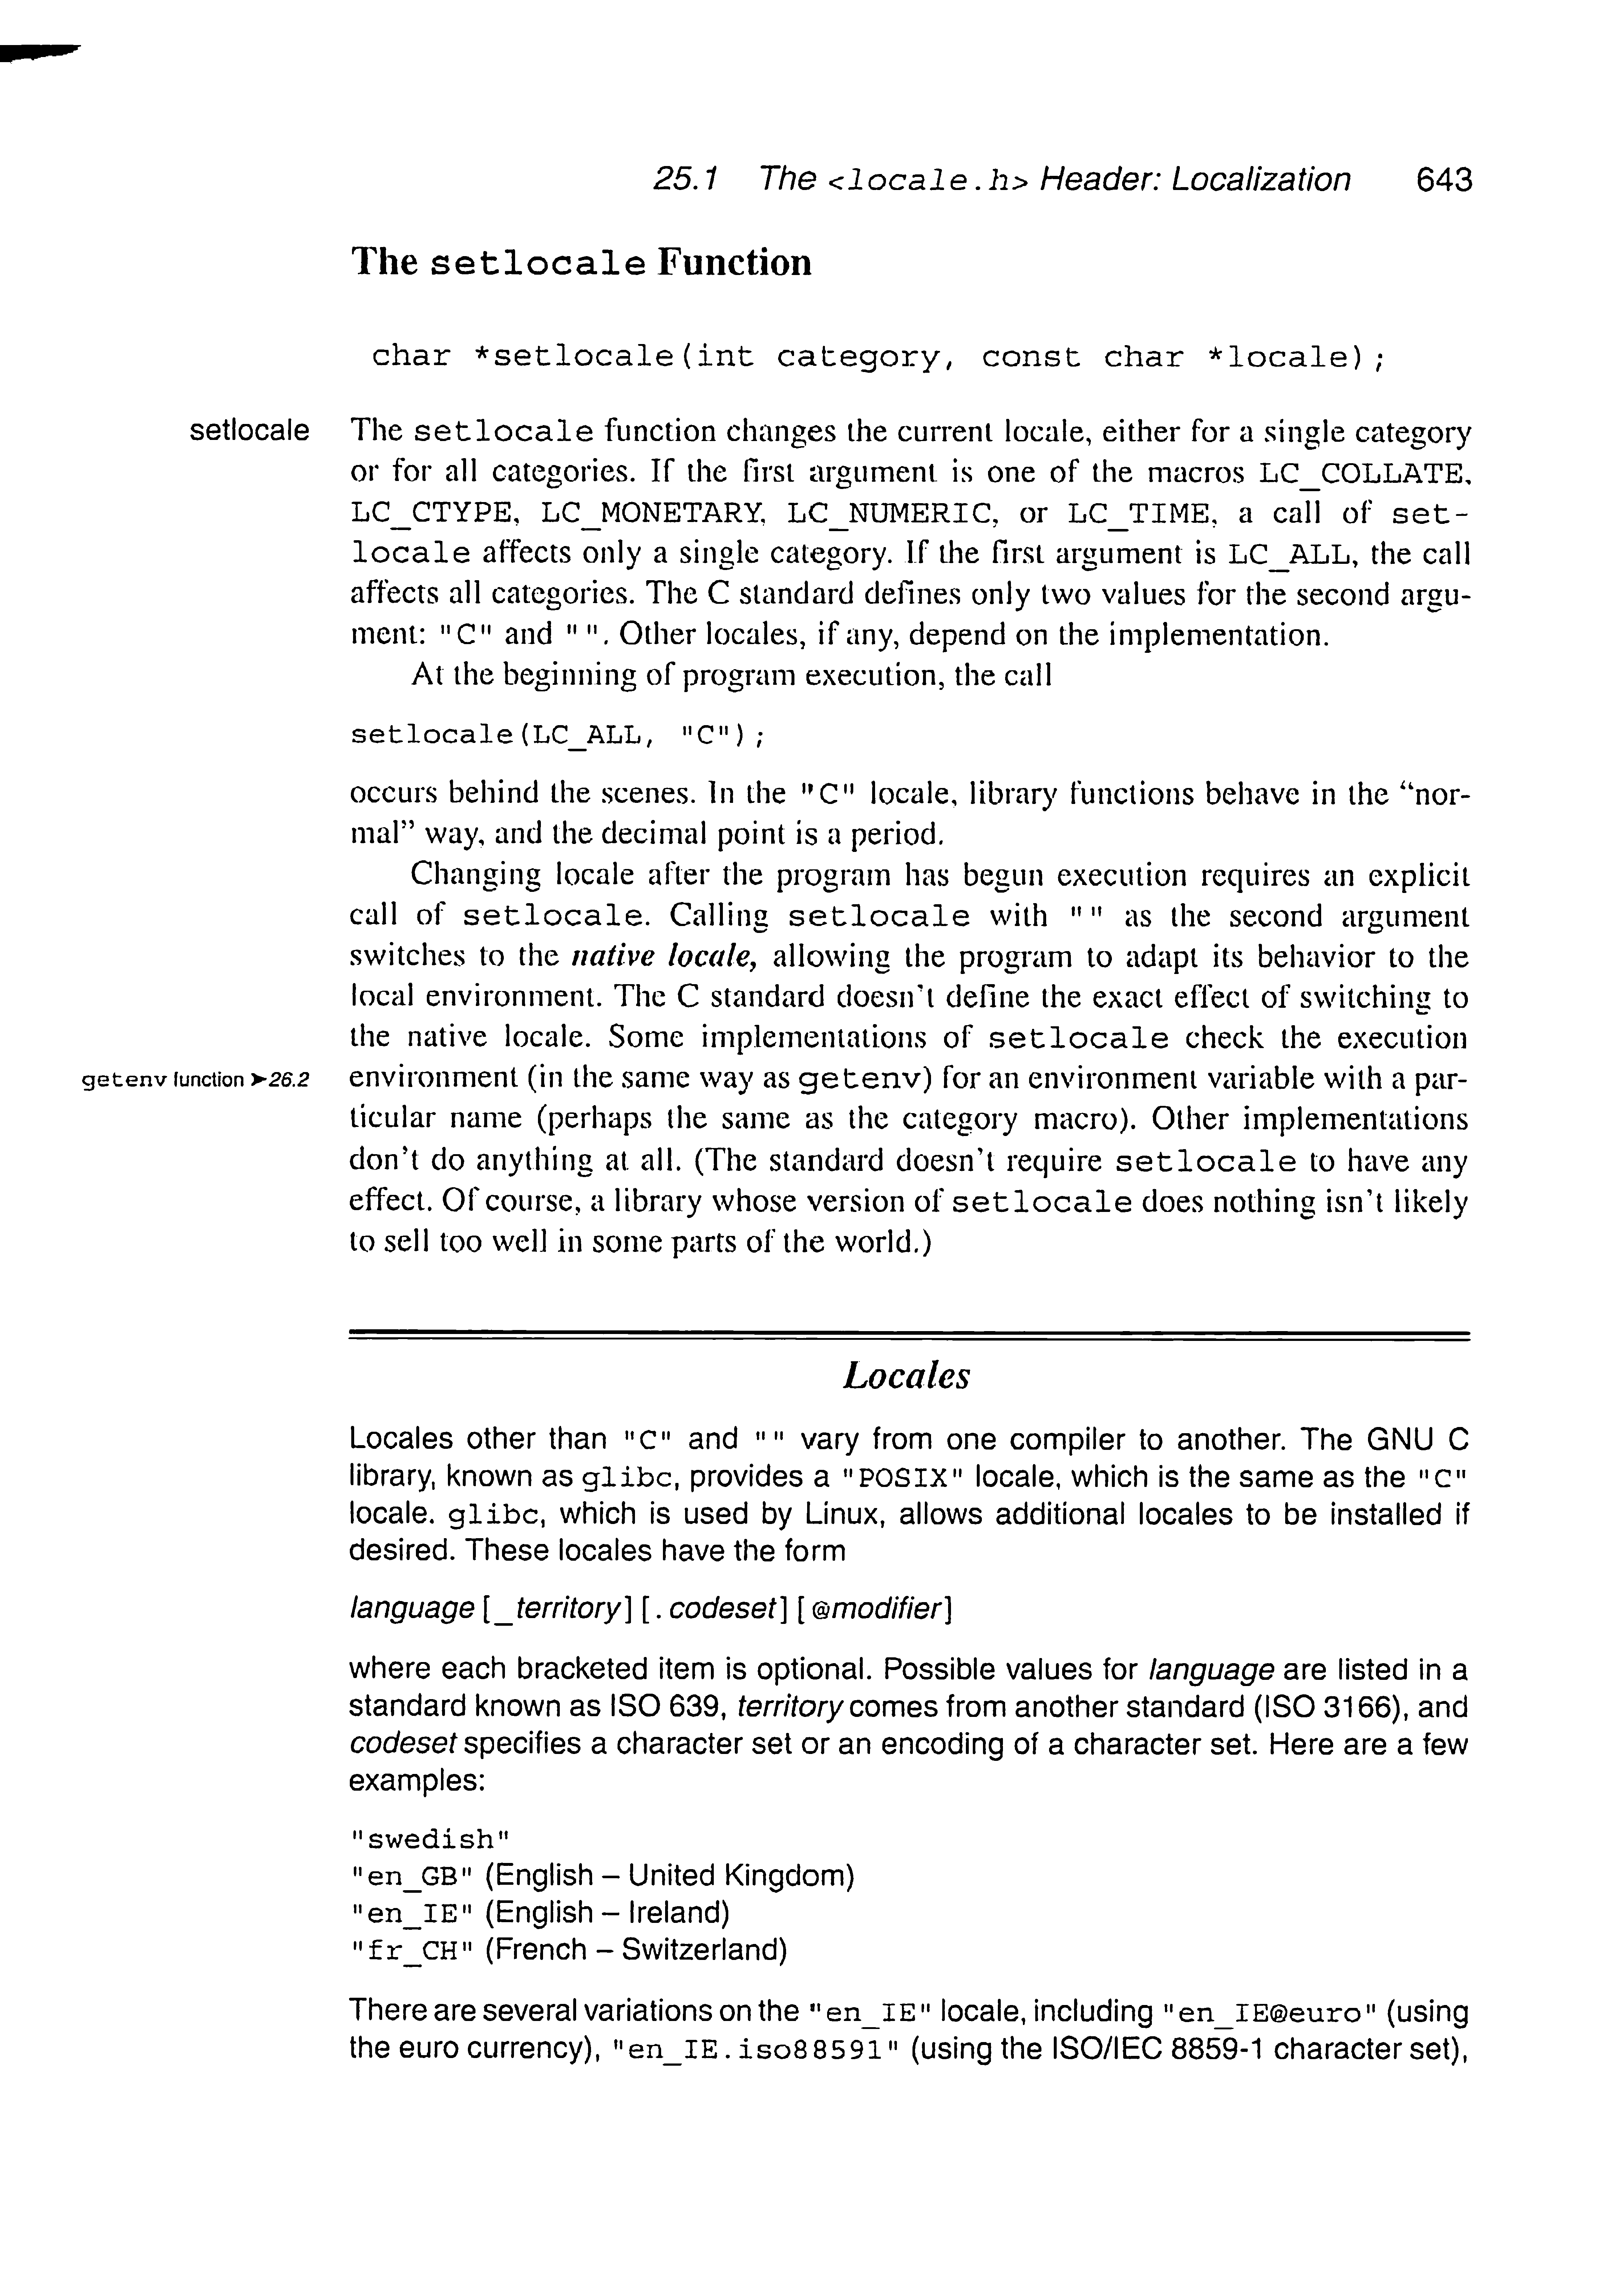 25.1 The <locale.h> Header: Localization 643
The setlocale Function
char *setlocale(int category, const char *locale);
setlocale The setlocale function changes the current locale, either for a single category
or for all categories. If the first argument is one of the macros LC_COLLATE,
LC_CTYPE, LC_MONETARY, LC_NUMERIC, or LC_TIME, a call of set-
locale affects only a single category. If the first argument is LC_ALL, the call
affects all categories. The C standard defines only two values for the second argu-
ment: "C" and "". Other locales, if any, depend on the implementation.
At the beginning of program execution, the call
setlocale(LC_ALL, "C");
occurs behind the scenes. In the "C" locale, library functions behave in the “nor-
mal” way, and the decimal point is a period.
Changing locale after the program has begun execution requires an explicit
call of setlocale. Calling setlocale with "" as the second argument
switches to the native locale, allowing the program to adapt its behavior to the
local environment. The C standard doesn't define the exact effect of switching to
the native locale. Some implementations of setlocale check the execution
getenv function ➤26.2 environment (in the same way as getenv) for an environment variable with a par-
ticular name (perhaps the same as the category macro). Other implementations
don't do anything at all. (The standard doesn't require setlocale to have any
effect. Of course, a library whose version of setlocale does nothing isn't likely
to sell too well in some parts of the world.)
Locales
Locales other than "C" and "" vary from one compiler to another. The GNU C
library, known as glibc, provides a "POSIX" locale, which is the same as the "C"
locale. glibc, which is used by Linux, allows additional locales to be installed if
desired. These locales have the form
language[_territory][.codeset][@modifier]
where each bracketed item is optional. Possible values for language are listed in a
standard known as ISO 639, territory comes from another standard (ISO 3166), and
codeset specifies a character set or an encoding of a character set. Here are a few
examples:
"swedish"
"en_GB" (English – United Kingdom)
"en_IE" (English – Ireland)
"fr_CH" (French – Switzerland)
There are several variations on the "en_IE" locale, including "en_IE@euro" (using
the euro currency), "en_IE.iso88591" (using the ISO/IEC 8859-1 character set),